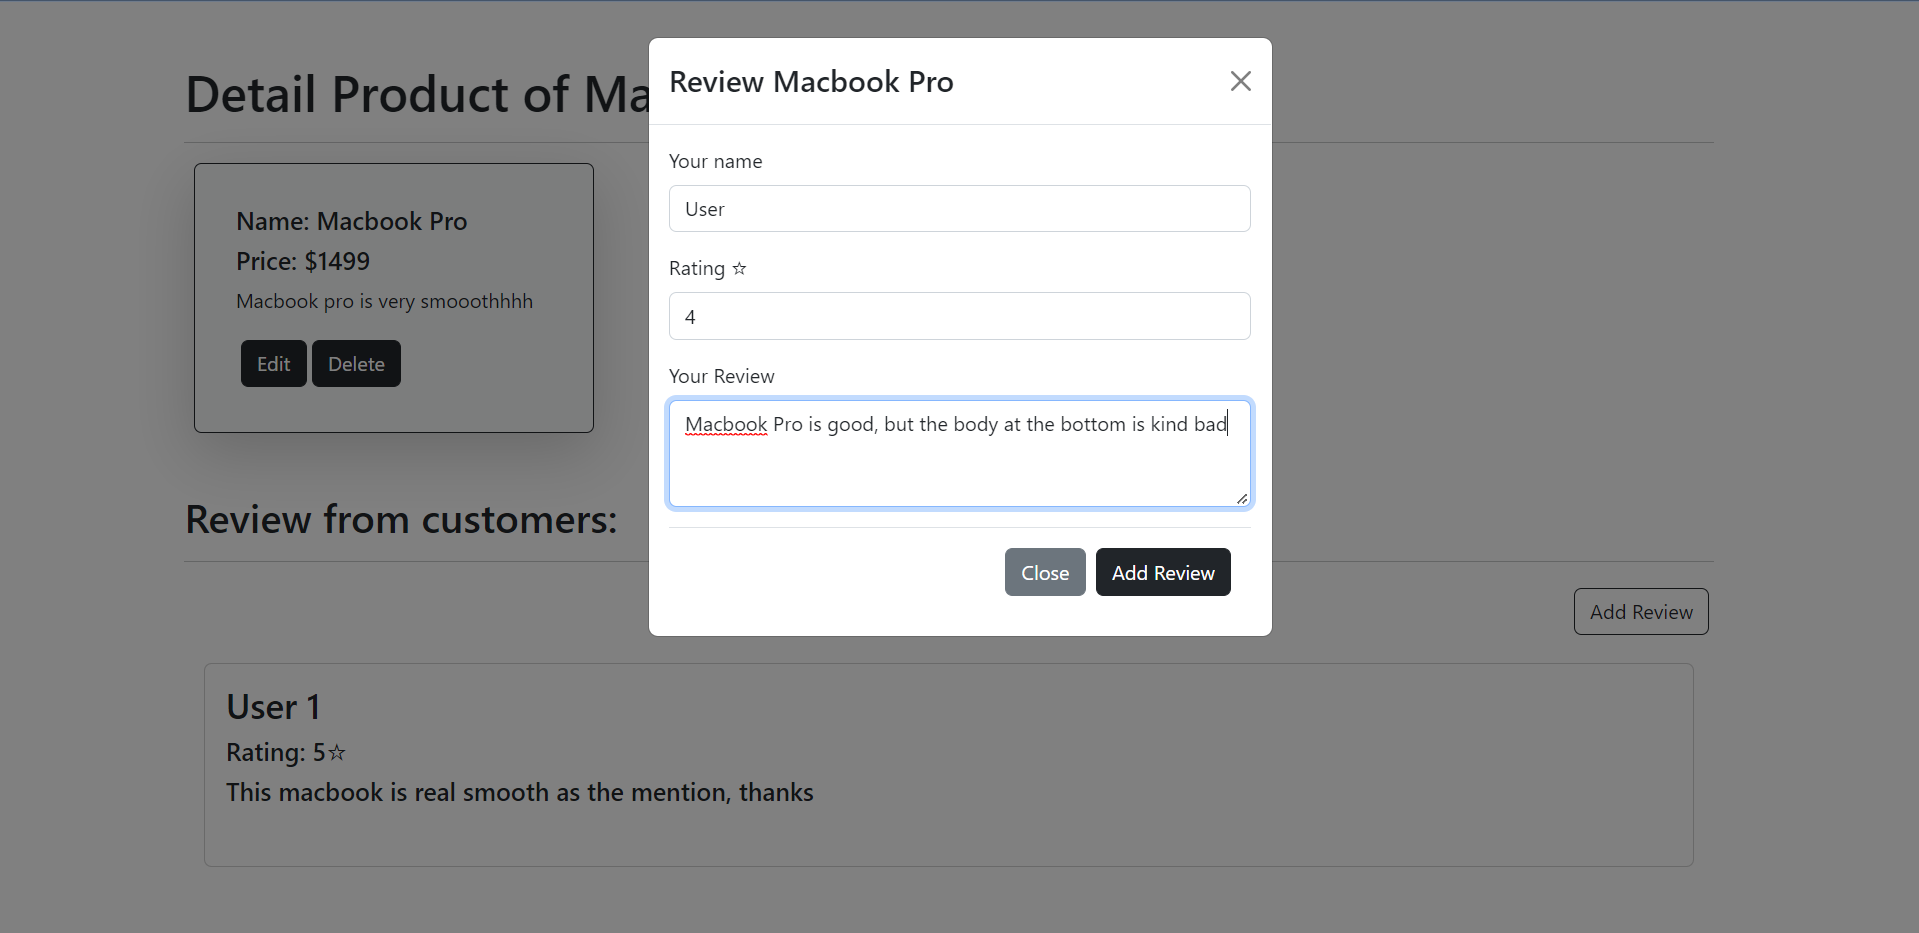 Detail Product of Ma
Name: Macbook Pro
Price: $1499
Macbook pro is very smooothhhh
Edit Delete
Review from customers:
Add Review
User 1
Rating: 5☆
This macbook is real smooth as the mention, thanks
Review Macbook Pro
Your name
User
Rating ☆
4
Your Review
Macbook Pro is good, but the body at the bottom is kind bad
Close Add Review